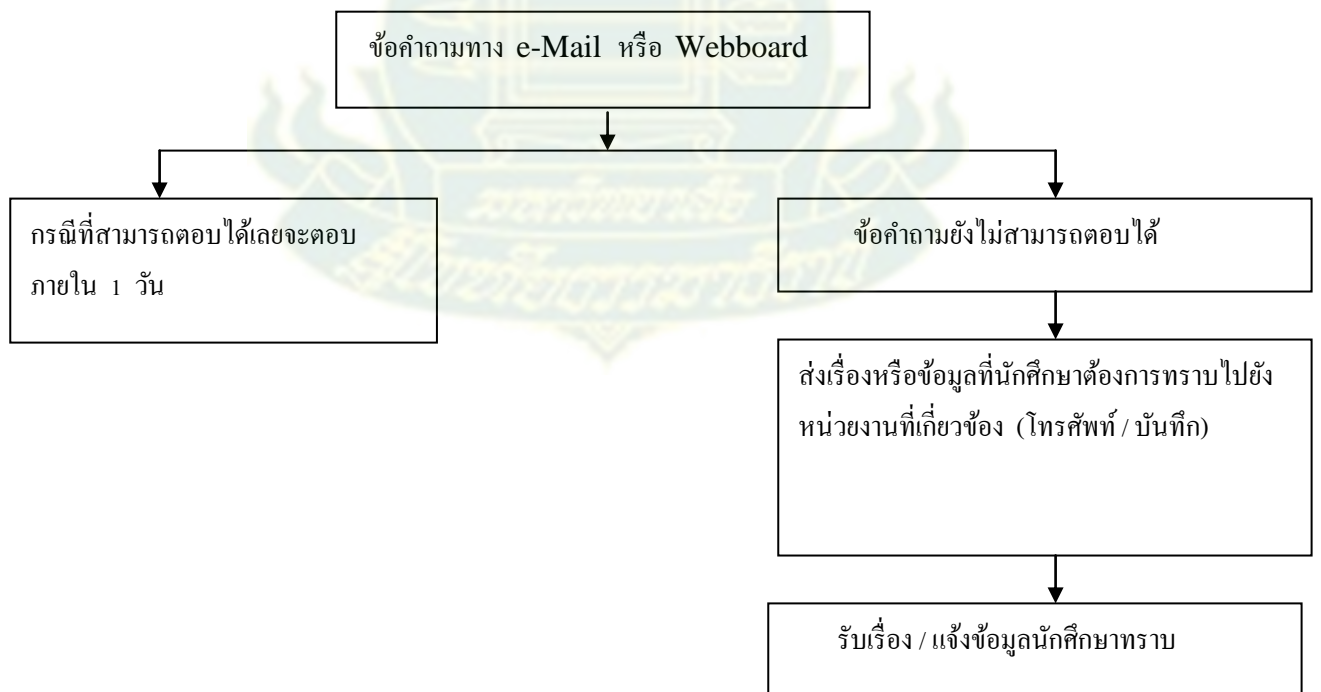 ข้อคำถามทาง e-Mail หรือ Webboard
กรณีที่สามารถตอบได้เลยจะตอบ
ภายใน 1 วัน
ข้อคำถามยังไม่สามารถตอบได้
ส่งเรื่องหรือข้อมูลที่นักศึกษาต้องการทราบไปยัง
หน่วยงานที่เกี่ยวข้อง (โทรศัพท์ / บันทึก)
รับเรื่อง / แจ้งข้อมูลนักศึกษาทราบ